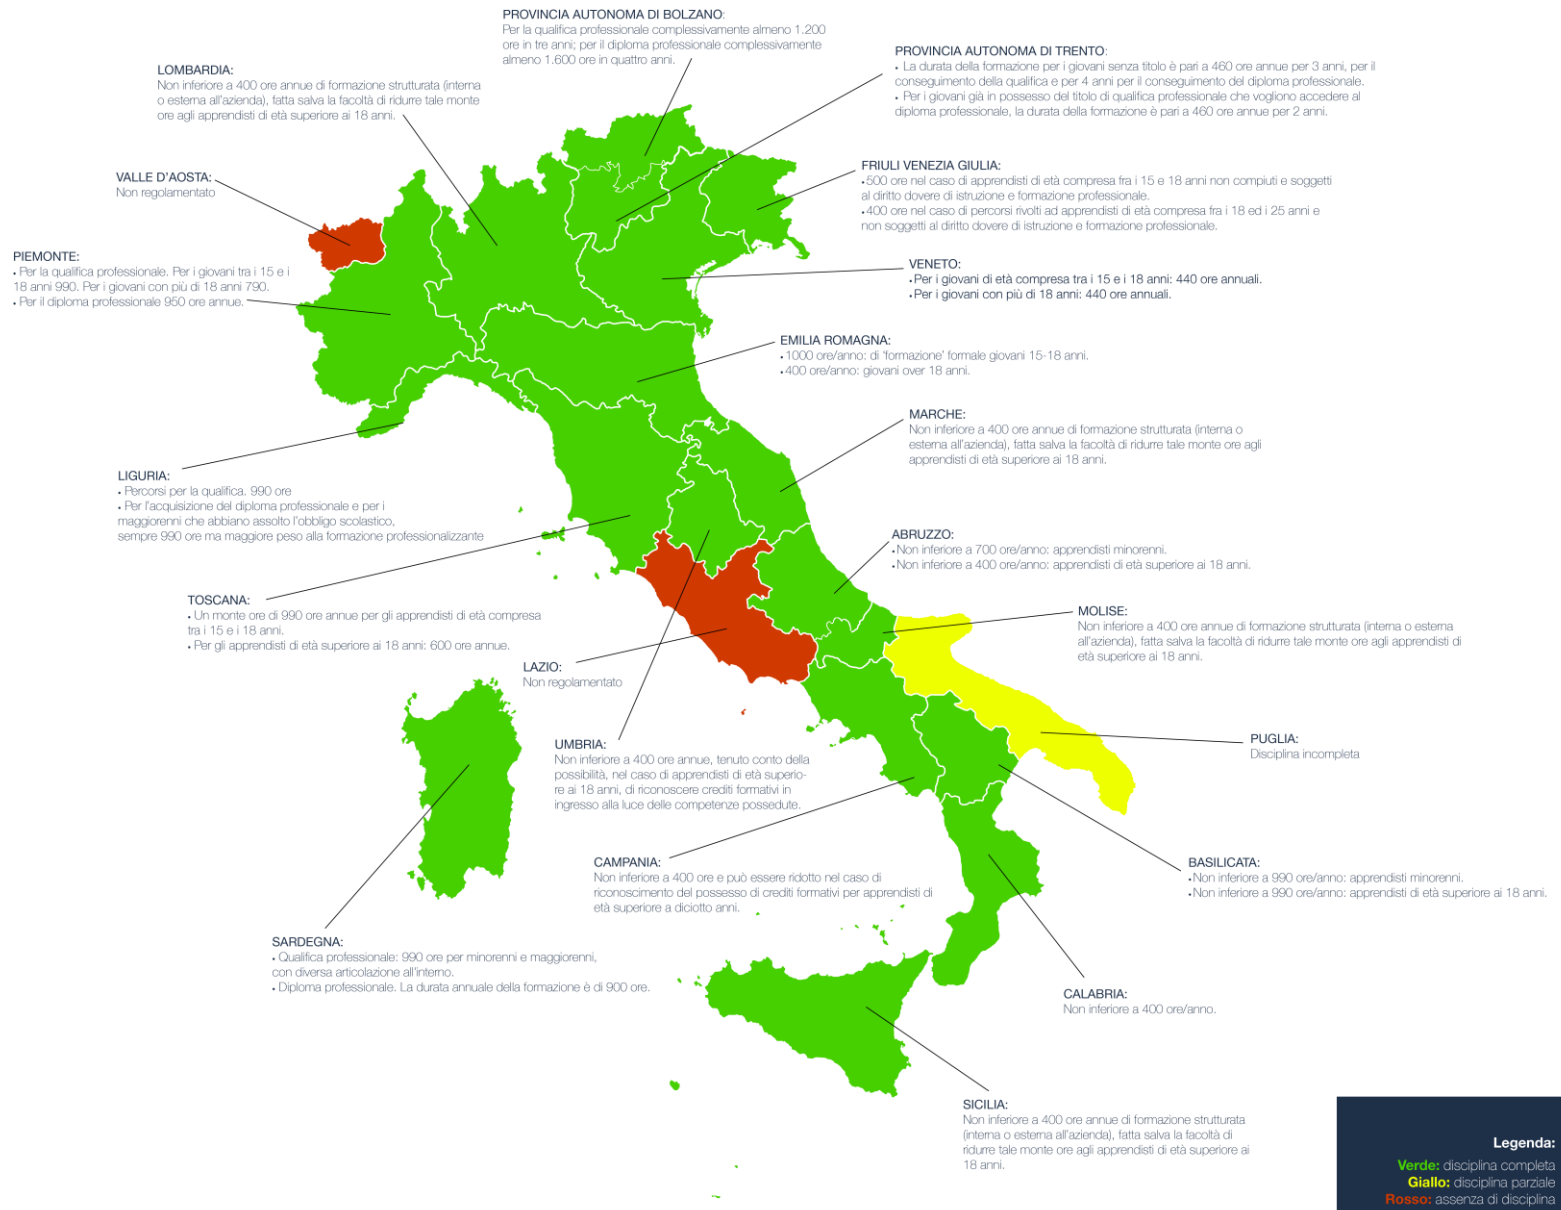 PROVINCIA AUTONOMA DI BOLZANO:
Per la qualifica professionale complessivamente almeno 1.200
ore in tre anni; per il diploma professionale complessivamente
almeno 1.600 ore in quattro anni.
PROVINCIA AUTONOMA DI TRENTO:
• La durata della formazione per i giovani senza titolo è pari a 460 ore annue per 3 anni, per il
conseguimento della qualifica e per 4 anni per il conseguimento del diploma professionale.
• Per i giovani già in possesso del titolo di qualifica professionale che vogliono accedere al
diploma professionale, la durata della formazione è pari a 460 ore annue per 2 anni.
LOMBARDIA:
Non inferiore a 400 ore annue di formazione strutturata (interna
o esterna all'azienda), fatta salva la facoltà di ridurre tale monte
ore agli apprendisti di età superiore ai 18 anni.
VALLE D'AOSTA:
Non regolamentato
FRIULI VENEZIA GIULIA:
• 500 ore nel caso di apprendisti di età compresa fra i 15 e 18 anni non compiuti e soggetti
al diritto dovere di istruzione e formazione professionale.
• 400 ore nel caso di percorsi rivolti ad apprendisti di età compresa fra i 18 ed i 25 anni e
non soggetti al diritto dovere di istruzione e formazione professionale.
PIEMONTE:
• Per la qualifica professionale. Per i giovani tra i 15 e i
18 anni 990. Per i giovani con più di 18 anni 790.
• Per il diploma professionale 950 ore annue.
VENETO:
• Per i giovani di età compresa tra i 15 e i 18 anni: 440 ore annuali.
• Per i giovani con più di 18 anni: 440 ore annuali.
EMILIA ROMAGNA:
• 1000 ore/anno: di 'formazione' formale giovani 15-18 anni.
• 400 ore/anno: giovani over 18 anni.
MARCHE:
Non inferiore a 400 ore annue di formazione strutturata (interna o
esterna all'azienda), fatta salva la facoltà di ridurre tale monte ore agli
apprendisti di età superiore ai 18 anni.
LIGURIA:
• Percorsi per la qualifica. 990 ore
• Per l'acquisizione del diploma professionale e per i
maggiorenni che abbiano assolto l'obbligo scolastico,
sempre 990 ore ma maggiore peso alla formazione professionalizzante
ABRUZZO:
• Non inferiore a 700 ore/anno: apprendisti minorenni.
• Non inferiore a 400 ore/anno: apprendisti di età superiore ai 18 anni.
TOSCANA:
• Un monte ore di 990 ore annue per gli apprendisti di età compresa
tra i 15 e i 18 anni.
• Per gli apprendisti di età superiore ai 18 anni: 600 ore annue.
MOLISE:
Non inferiore a 400 ore annue di formazione strutturata (interna o esterna
all'azienda), fatta salva la facoltà di ridurre tale monte ore agli apprendisti di
età superiore ai 18 anni.
LAZIO:
Non regolamentato
UMBRIA:
Non inferiore a 400 ore annue, tenuto conto della
possibilità, nel caso di apprendisti di età superio-
re ai 18 anni, di riconoscere crediti formativi in
ingresso alla luce delle competenze possedute.
PUGLIA:
Disciplina incompleta
CAMPANIA:
Non inferiore a 400 ore e può essere ridotto nel caso di
riconoscimento del possesso di crediti formativi per apprendisti di
età superiore a diciotto anni.
BASILICATA:
• Non inferiore a 990 ore/anno: apprendisti minorenni.
• Non inferiore a 990 ore/anno: apprendisti di età superiore ai 18 anni.
SARDEGNA:
• Qualifica professionale: 990 ore per minorenni e maggiorenni,
con diversa articolazione all'interno.
• Diploma professionale. La durata annuale della formazione è di 900 ore.
CALABRIA:
Non inferiore a 400 ore/anno.
SICILIA:
Non inferiore a 400 ore annue di formazione strutturata
(interna o esterna all'azienda), fatta salva la facoltà di
ridurre tale monte ore agli apprendisti di età superiore ai
18 anni.
Legenda:
Verde: disciplina completa
Giallo: disciplina parziale
Rosso: assenza di disciplina